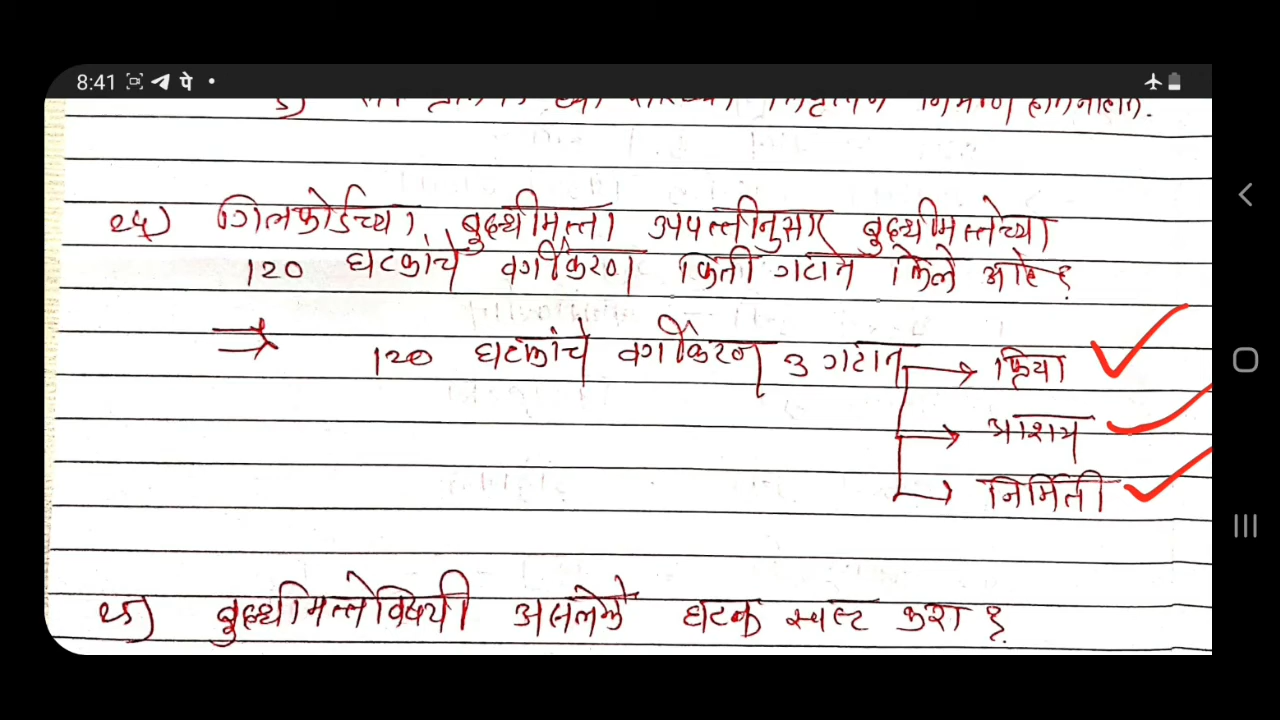 8:41 पे
निर्माण होत नाहीत.
२५) गिलफोर्डच्या बुद्धीमत्ता उपपत्तीनुसार बुद्धीमत्तेच्या
120 घटकांचे वर्गीकरण किती गटात केले आहे?
⇒ 120 घटकांचे वर्गीकरण 3 गटात → क्रिया
→ आशय
→ निर्मिती
बुद्धीमत्तेविषयी असलेले घटक स्पष्ट करा?